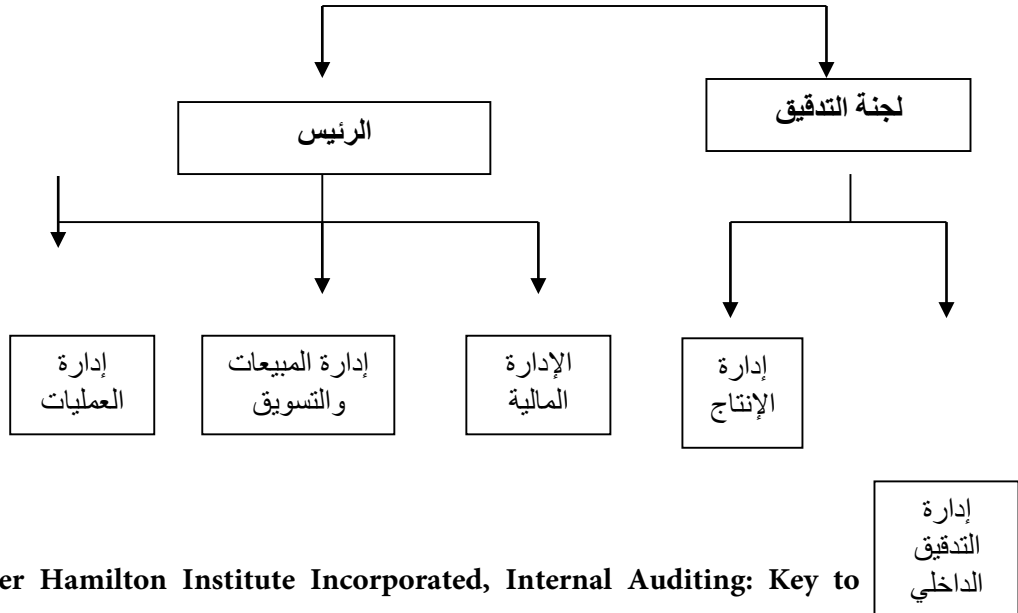 لجنة التدقيق
الرئيس
إدارة
الإنتاج
الإدارة
المالية
إدارة المبيعات
والتسويق
إدارة
العمليات
إدارة
التدقيق
الداخلي
Hamilton Institute Incorporated, Internal Auditing: Key to